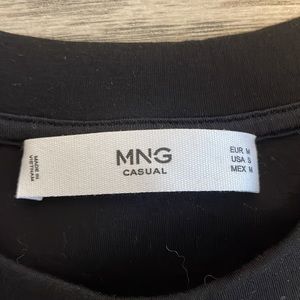 MADE IN
VIETNAM
MNG
CASUAL
EUR M
USA S
MEX M